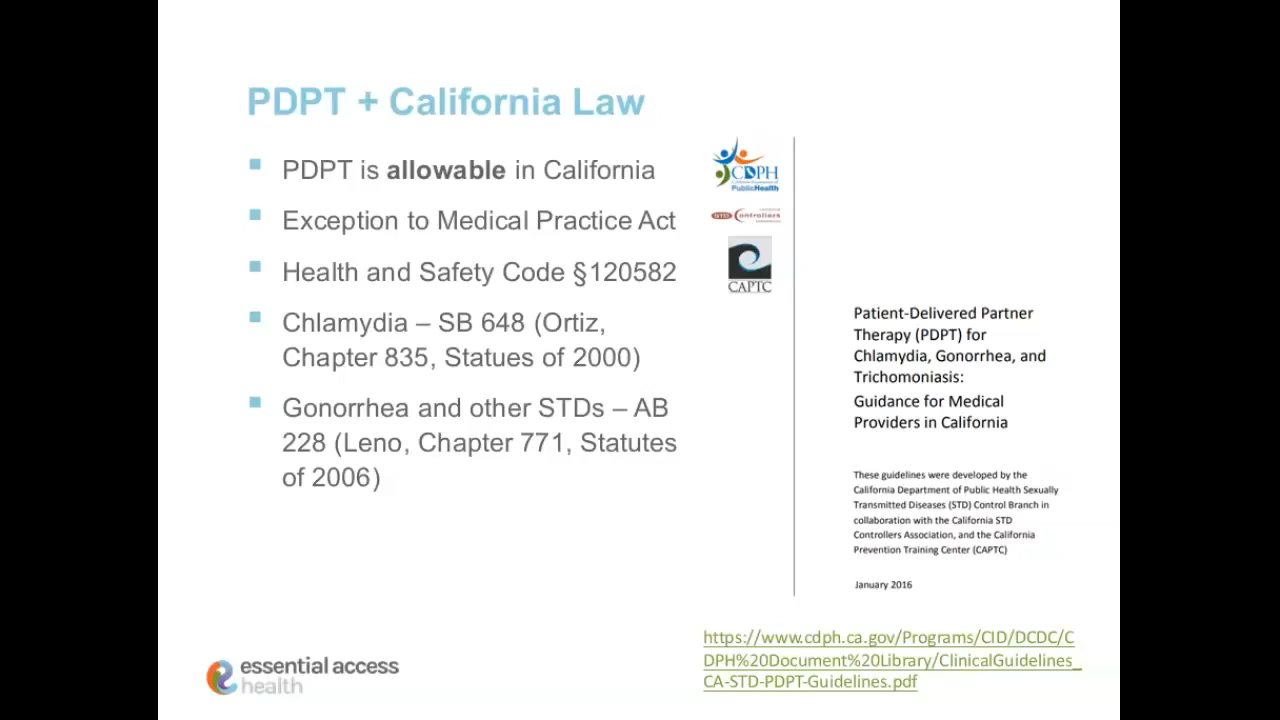 PDPT + California Law
PDPT is allowable in California
Exception to Medical Practice Act
Health and Safety Code §120582
Chlamydia – SB 648 (Ortiz,
Chapter 835, Statues of 2000)
Gonorrhea and other STDs – AB
228 (Leno, Chapter 771, Statutes
of 2006)
CDPH
PublicHealth
STD Controllers
CAPTC
Patient-Delivered Partner
Therapy (PDPT) for
Chlamydia, Gonorrhea, and
Trichomoniasis:
Guidance for Medical
Providers in California
These guidelines were developed by the
California Department of Public Health Sexually
Transmitted Diseases (STD) Control Branch in
collaboration with the California STD
Controllers Association, and the California
Prevention Training Center (CAPTC)
January 2016
https://www.cdph.ca.gov/Programs/CID/DCDC/C
DPH%20Document%20Library/ClinicalGuidelines_
CA-STD-PDPT-Guidelines.pdf
essential access
health